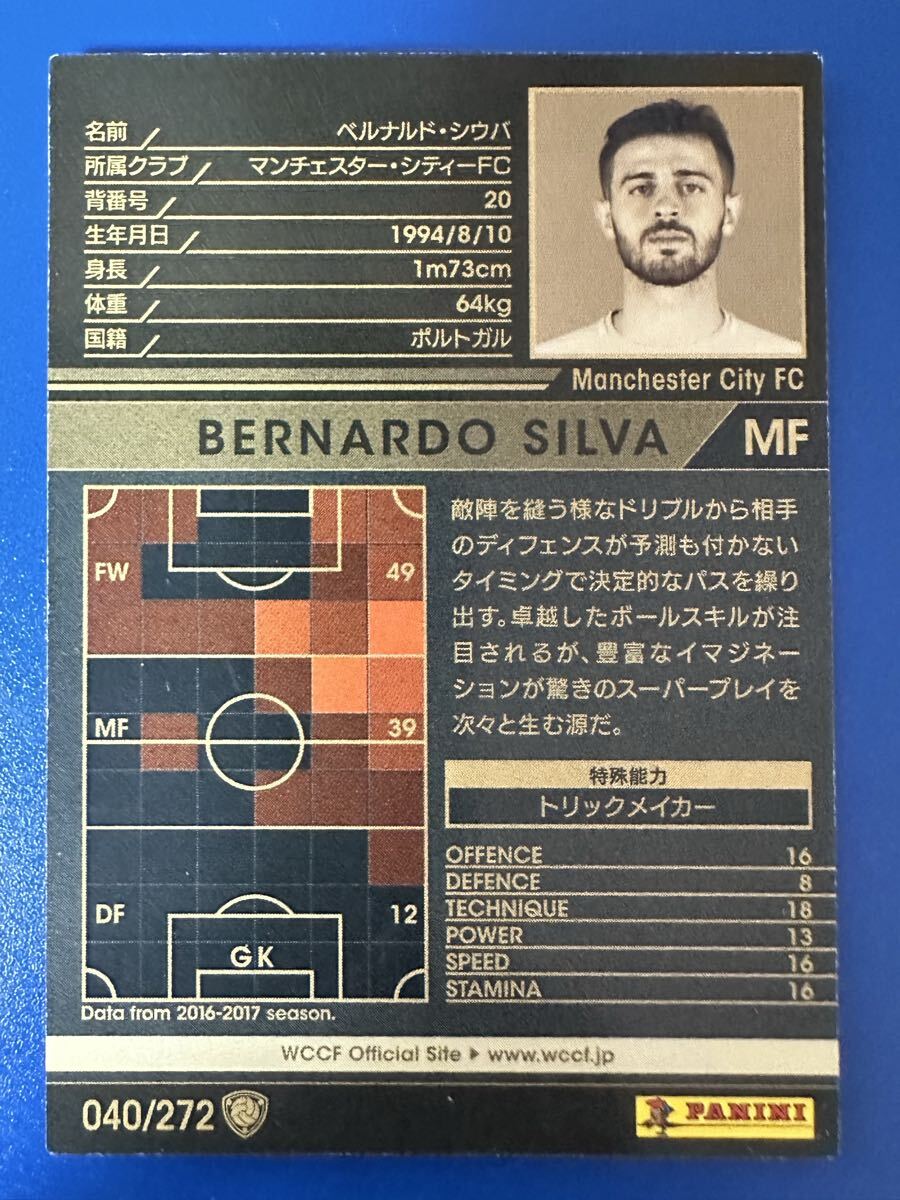 名前 ベルナルド・シウバ
所属クラブ マンチェスター・シティーFC
背番号 20
生年月日 1994/8/10
身長 1m73cm
体重 64kg
国籍 ポルトガル
Manchester City FC
BERNARDO SILVA MF
FW 49
MF 39
DF 12
GK
Data from 2016-2017 season.
敵陣を縫う様なドリブルから相手
のディフェンスが予測も付かない
タイミングで決定的なパスを繰り
出す。卓越したボールスキルが注
目されるが、豊富なイマジネー
ションが驚きのスーパープレイを
次々と生む源だ。
特殊能力
トリックメイカー
OFFENCE 16
DEFENCE 8
TECHNIQUE 18
POWER 13
SPEED 16
STAMINA 16
WCCF Official Site ▶ www.wccf.jp
040/272
PANINI